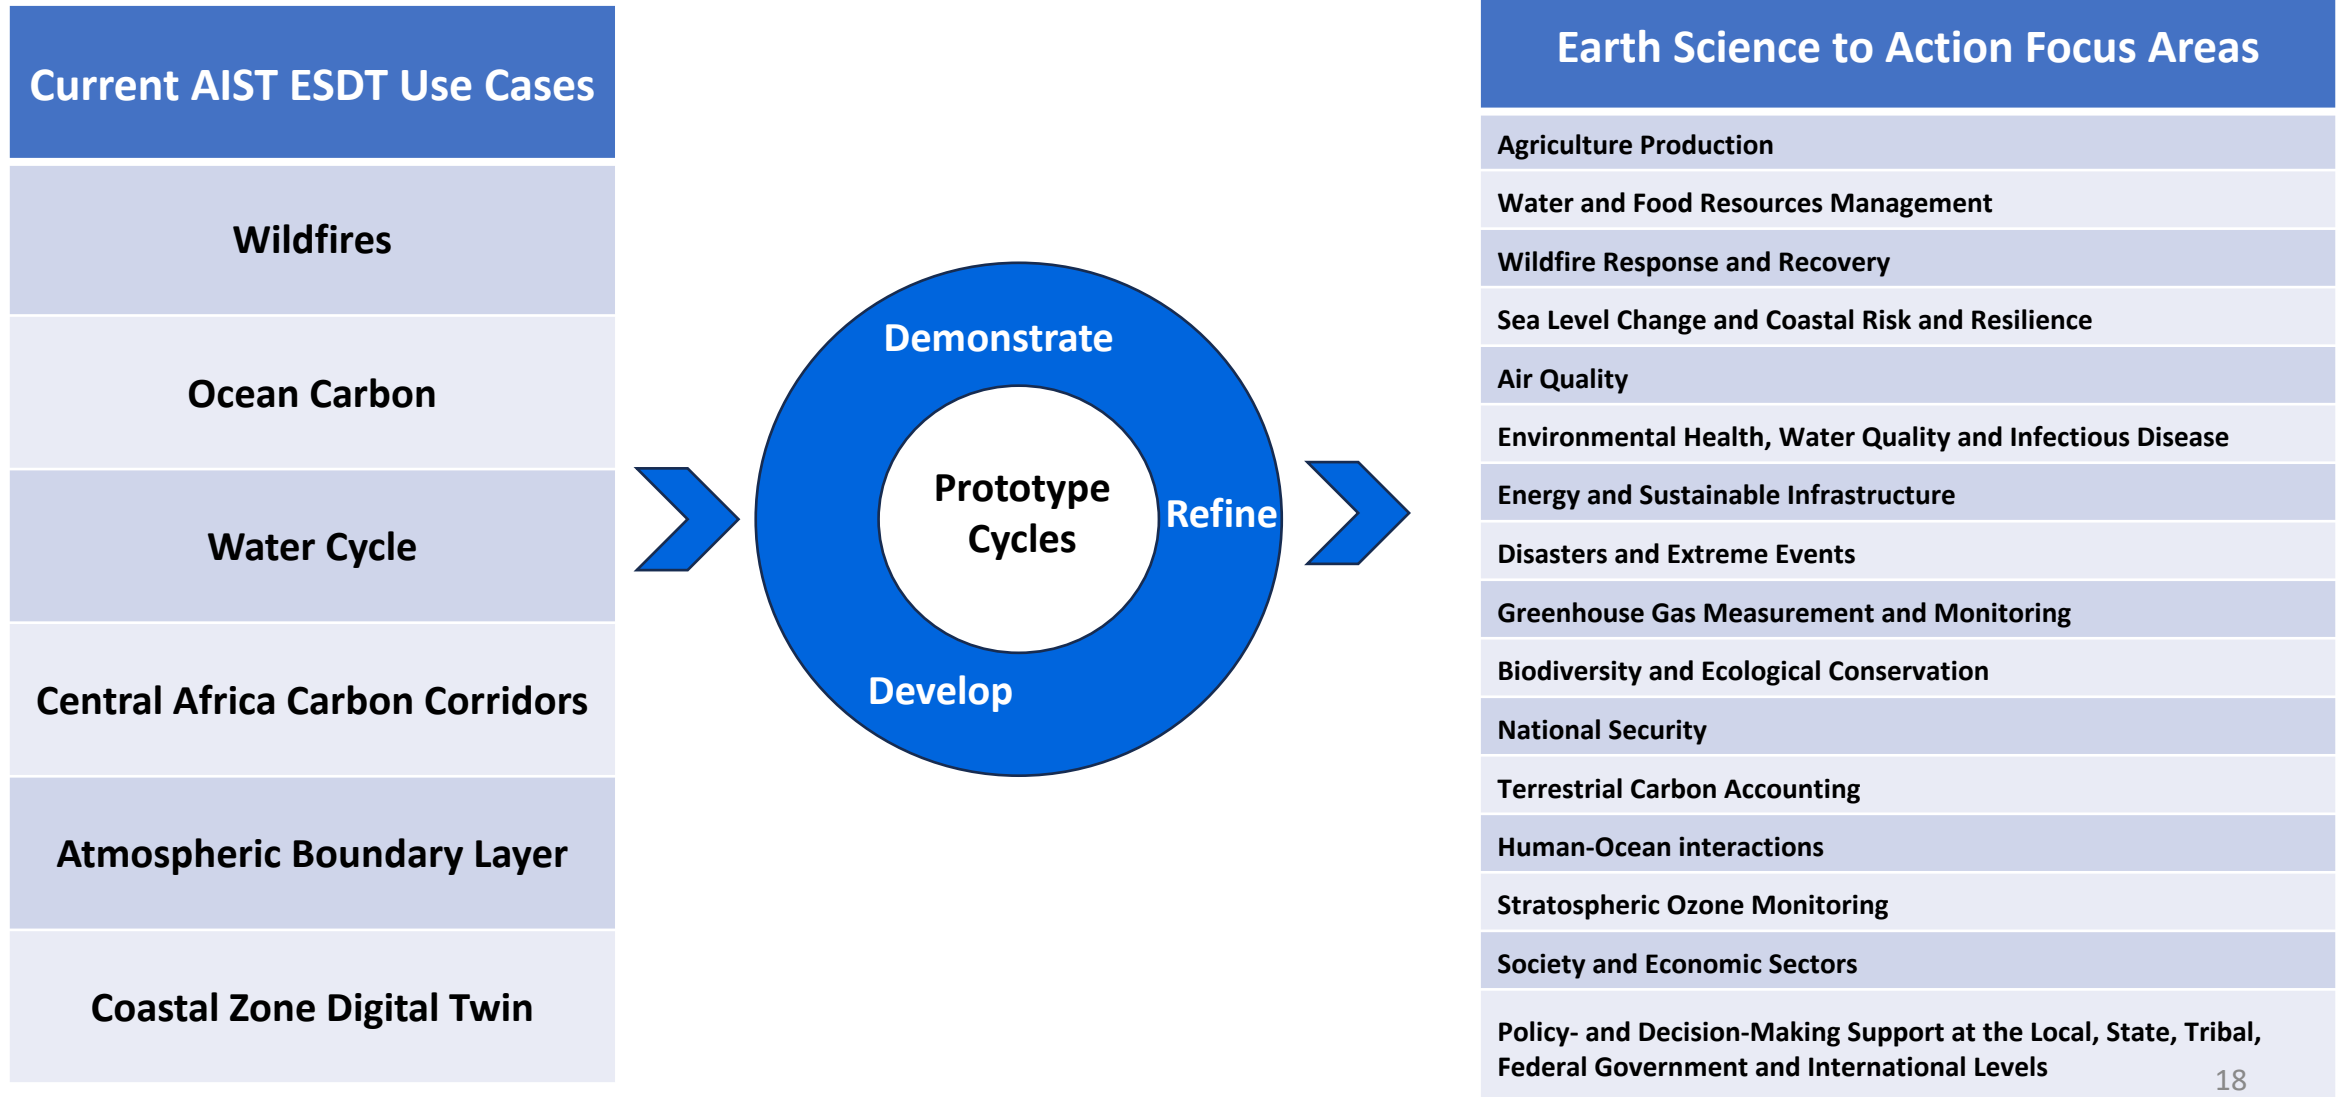 Current AIST ESDT Use Cases
Wildfires
Ocean Carbon
Water Cycle
Central Africa Carbon Corridors
Atmospheric Boundary Layer
Coastal Zone Digital Twin
Demonstrate
Prototype
Cycles
Refine
Develop
Earth Science to Action Focus Areas
Agriculture Production
Water and Food Resources Management
Wildfire Response and Recovery
Sea Level Change and Coastal Risk and Resilience
Air Quality
Environmental Health, Water Quality and Infectious Disease
Energy and Sustainable Infrastructure
Disasters and Extreme Events
Greenhouse Gas Measurement and Monitoring
Biodiversity and Ecological Conservation
National Security
Terrestrial Carbon Accounting
Human-Ocean interactions
Stratospheric Ozone Monitoring
Society and Economic Sectors
Policy- and Decision-Making Support at the Local, State, Tribal,
Federal Government and International Levels
18